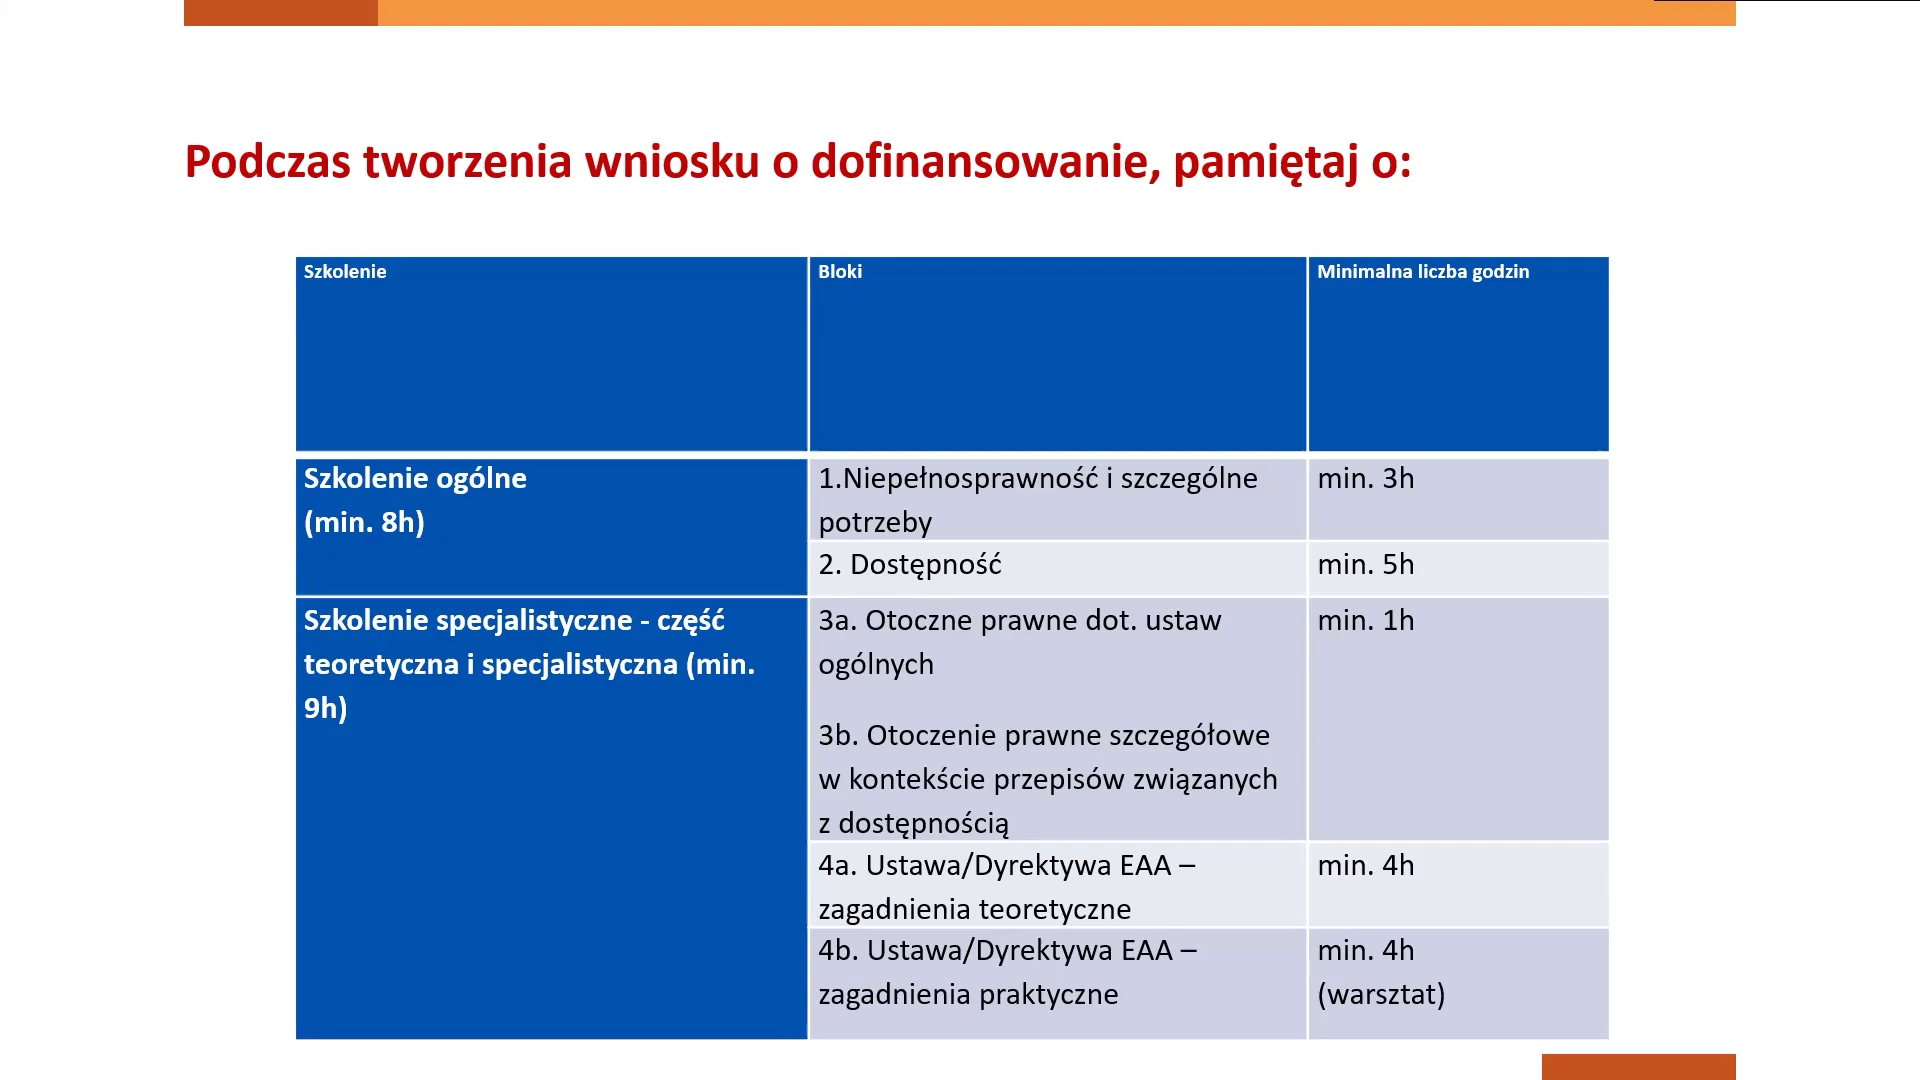 Podczas tworzenia wniosku o dofinansowanie, pamiętaj o:
Szkolenie
Bloki
Minimalna liczba godzin
Szkolenie ogólne
(min. 8h)
1.Niepełnosprawność i szczególne
potrzeby
min. 3h
2. Dostępność
min. 5h
Szkolenie specjalistyczne - część
teoretyczna i specjalistyczna (min.
9h)
3a. Otoczne prawne dot. ustaw
ogólnych
3b. Otoczenie prawne szczegółowe
w kontekście przepisów związanych
z dostępnością
min. 1h
4a. Ustawa/Dyrektywa EAA –
zagadnienia teoretyczne
min. 4h
4b. Ustawa/Dyrektywa EAA –
zagadnienia praktyczne
min. 4h
(warsztat)